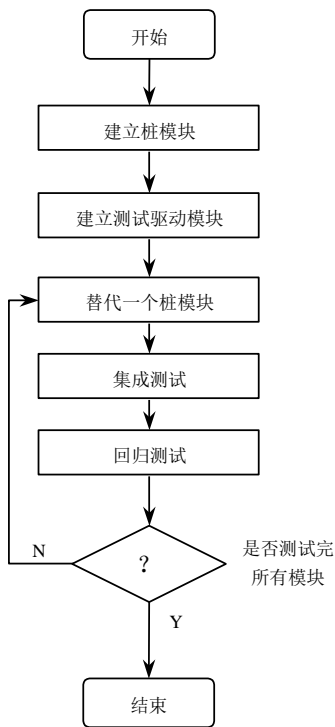 开始
建立桩模块
建立测试驱动模块
替代一个桩模块
集成测试
回归测试
N
?
是否测试完
所有模块
Y
结束